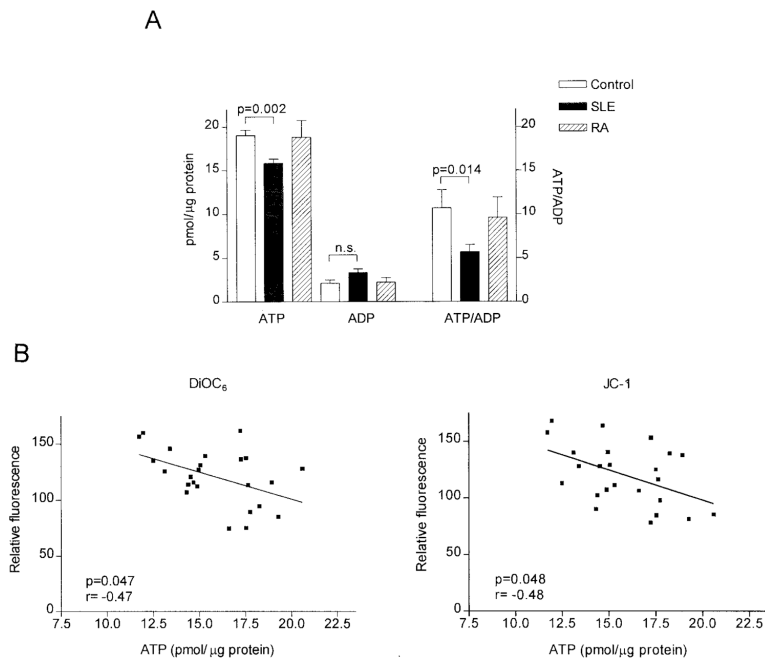 A
Control
SLE
RA
p=0.002
p=0.014
n.s.
pmol/µg protein
20
15
10
5
0
20
15
10
5
0
ATP/ADP
ATP
ADP
ATP/ADP
B
DiOC6
Relative fluorescence
150
100
50
0
p=0.047
r= -0.47
7.5
10.0
12.5
15.0
17.5
20.0
22.5
ATP (pmol/ µg protein)
JC-1
Relative fluorescence
150
100
50
0
p=0.048
r= -0.48
7.5
10.0
12.5
15.0
17.5
20.0
22.5
ATP (pmol/µg protein)